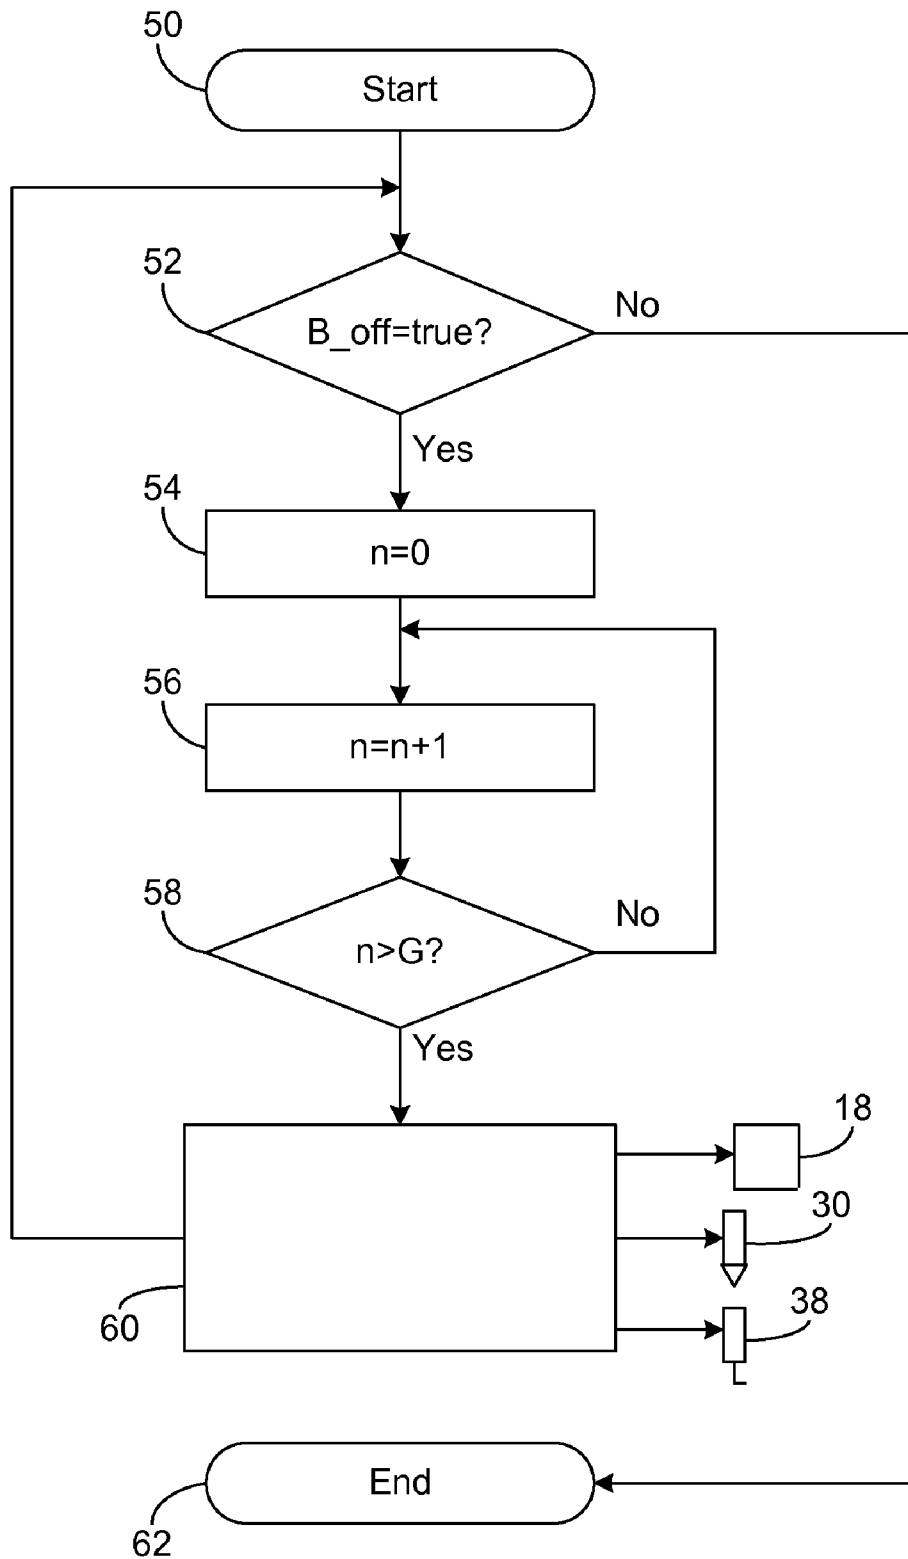 50
Start
52
B_off=true?
No
Yes
54
n=0
56
n=n+1
58
n>G?
No
Yes
18
30
60
38
End
62